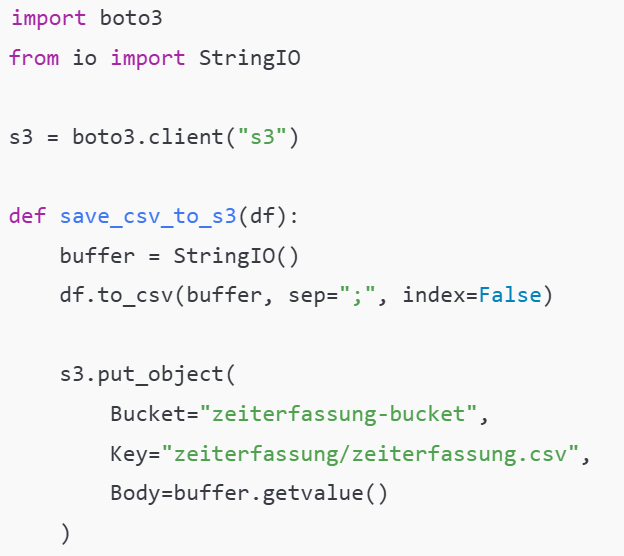 import boto3
from io import StringIO

s3 = boto3.client("s3")

def save_csv_to_s3(df):
    buffer = StringIO()
    df.to_csv(buffer, sep=";", index=False)

    s3.put_object(
        Bucket="zeiterfassung-bucket",
        Key="zeiterfassung/zeiterfassung.csv",
        Body=buffer.getvalue()
    )